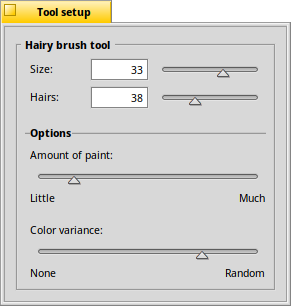 Tool setup
Hairy brush tool
Size: 33
Hairs: 38
Options
Amount of paint:
Little Much
Color variance:
None Random